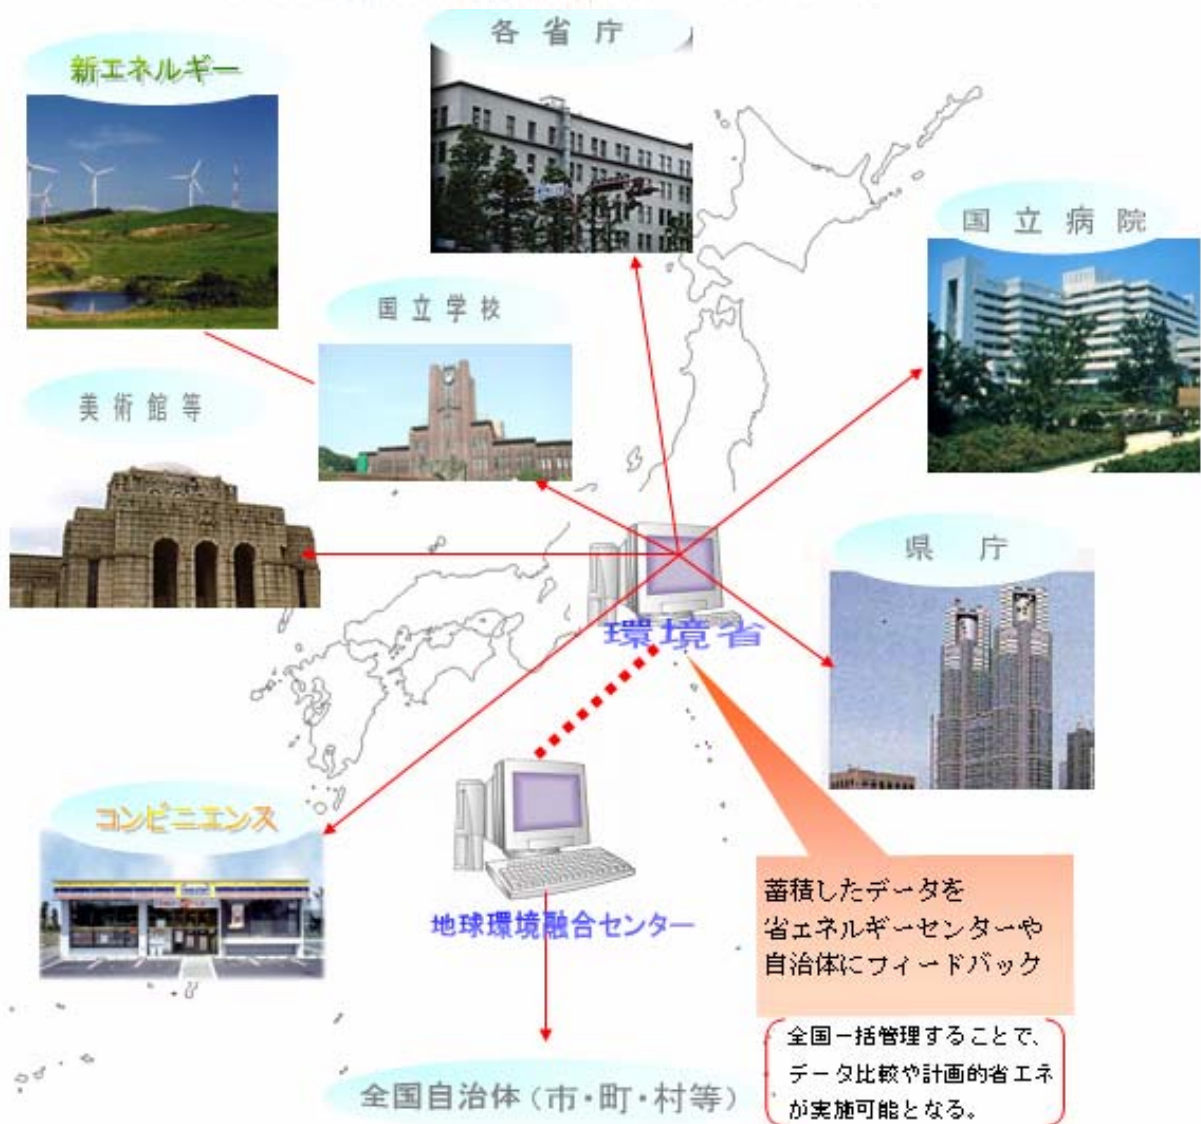 各省庁
新エネルギー
国立病院
国立学校
美術館等
県庁
環境省
コンビニエンス
地球環境融合センター
蓄積したデータを
省エネルギーセンターや
自治体にフィードバック
全国一括管理することで、
データ比較や計画的省エネ
が実施可能となる。
全国自治体(市・町・村等)